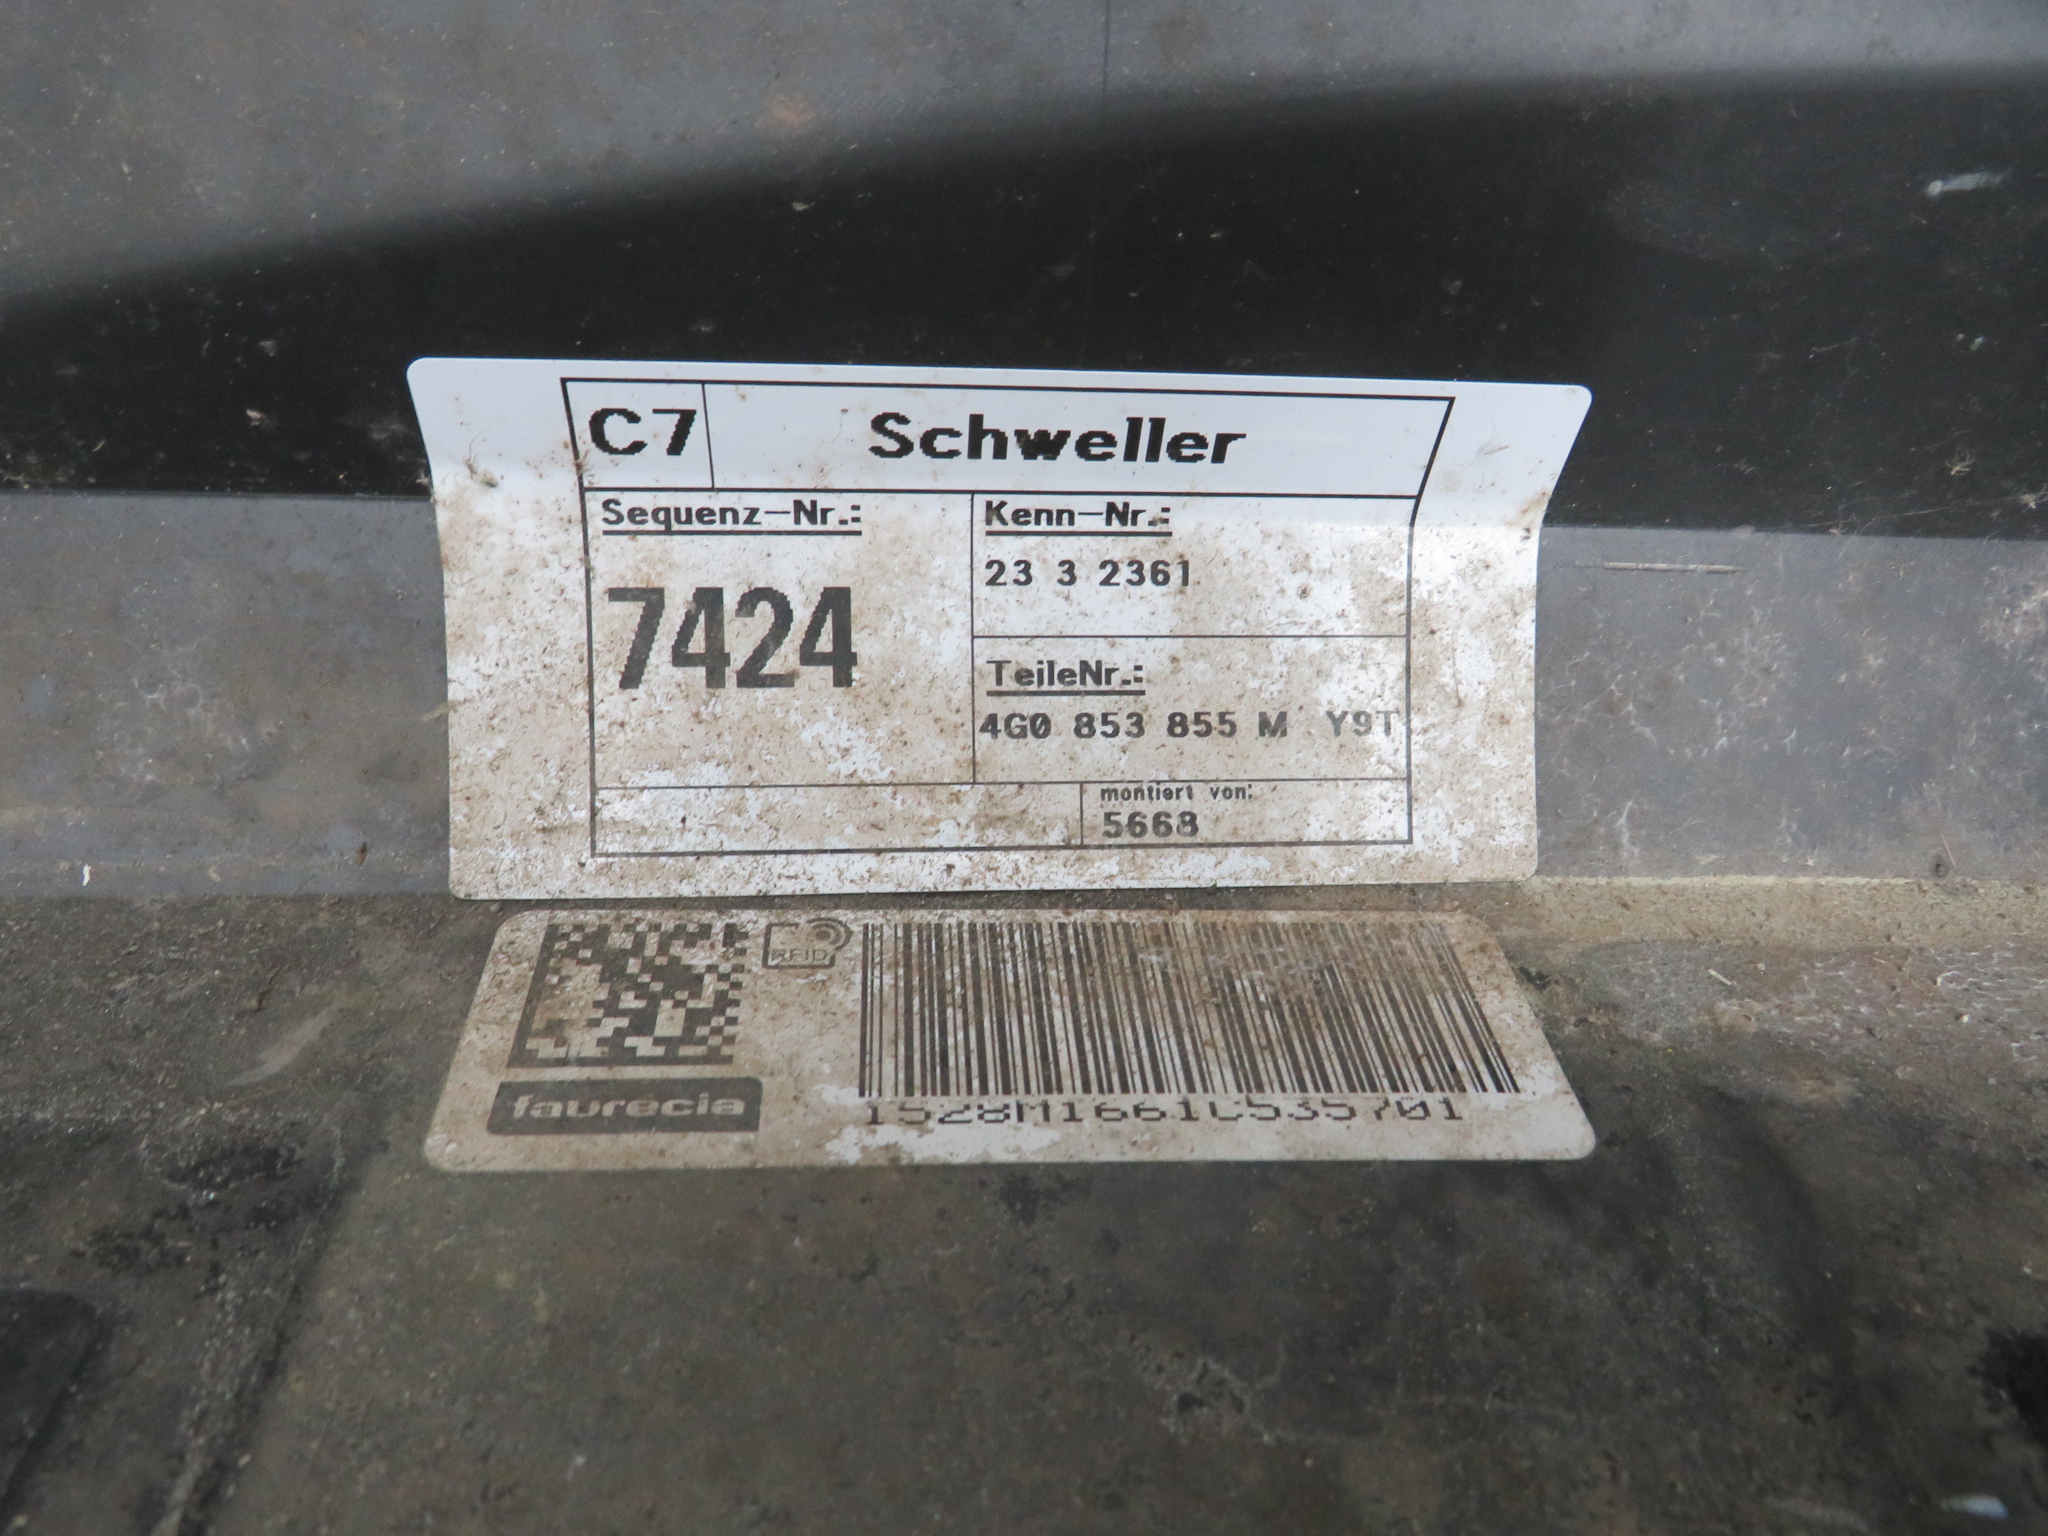 C7 Schweller
Sequenz-Nr.:
7424
Kenn-Nr.:
23 3 2361
TeileNr.:
4G0 853 855 M Y9T
montiert von:
5668
RFID
faurecia
1528M1661C535701